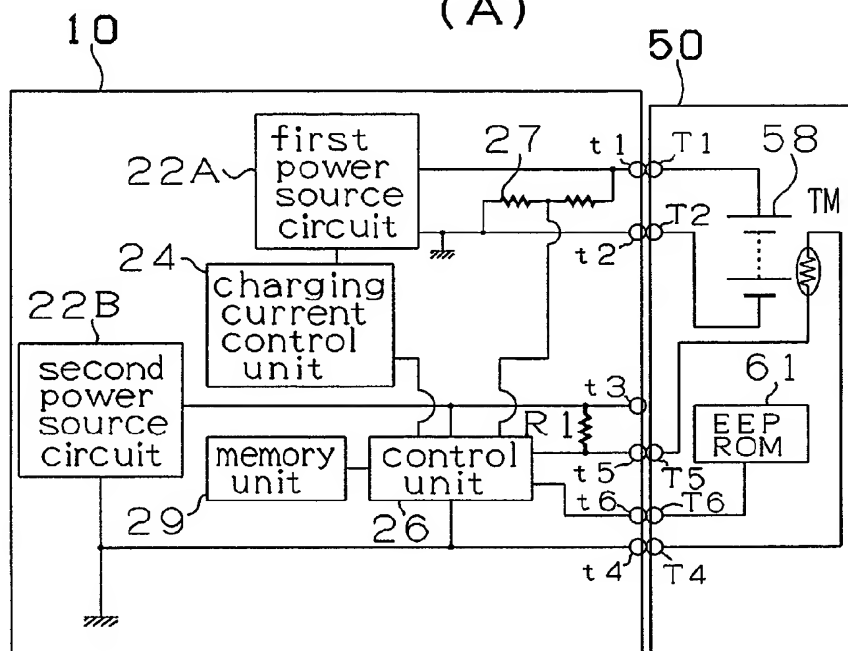 (A)
10
50
first
power
source
circuit
22A
27
t1
T1
58
t2
T2
TM
24
charging
current
control
unit
22B
second
power
source
circuit
t3
R1
61
EEP
ROM
memory
unit
control
unit
t5
T5
29
26
t6
T6
t4
T4